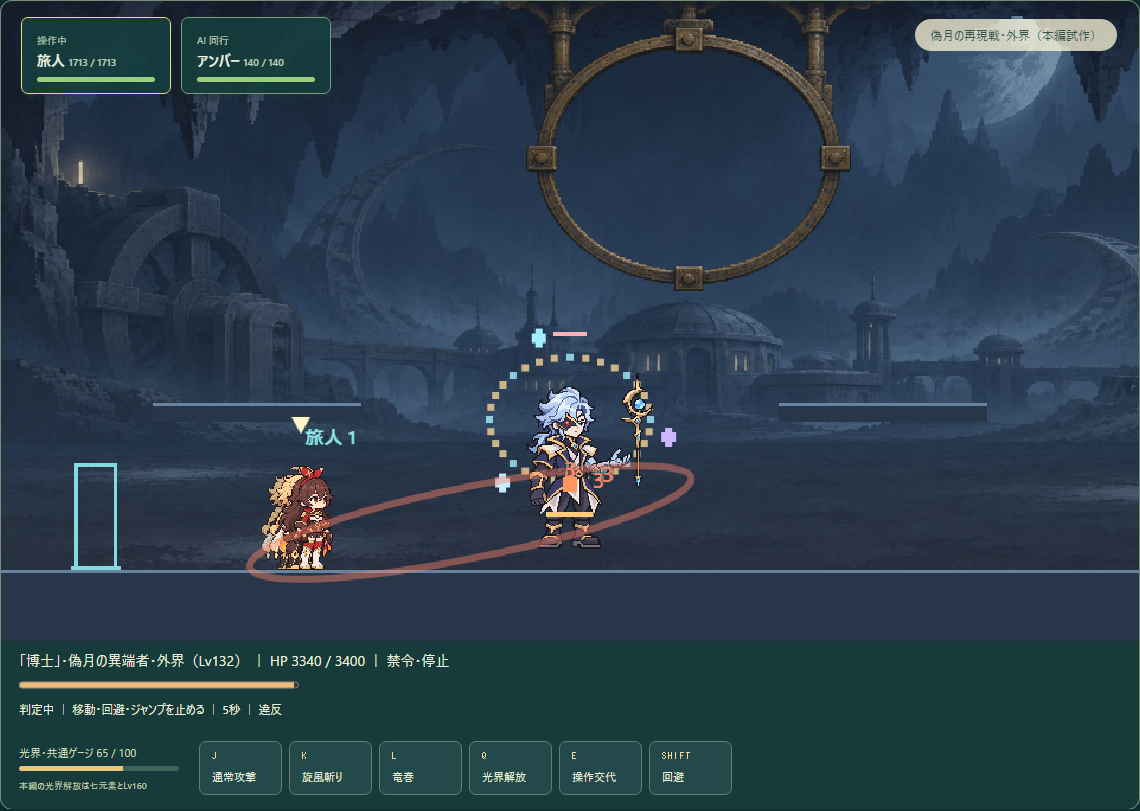 操作中
旅人 1713 / 1713
AI 同行
アンバー 140 / 140
偽月の再現戦・外界（本編試作）
旅人 1
33
「博士」・偽月の異端者・外界（Lv132） | HP 3340 / 3400 | 禁令・停止
判定中 | 移動・回避・ジャンプを止める | 5秒 | 違反
光界・共通ゲージ 65 / 100
本編の光界解放は七元素とLv160
J
通常攻撃
K
旋風斬り
L
竜巻
Q
光界解放
E
操作交代
SHIFT
回避